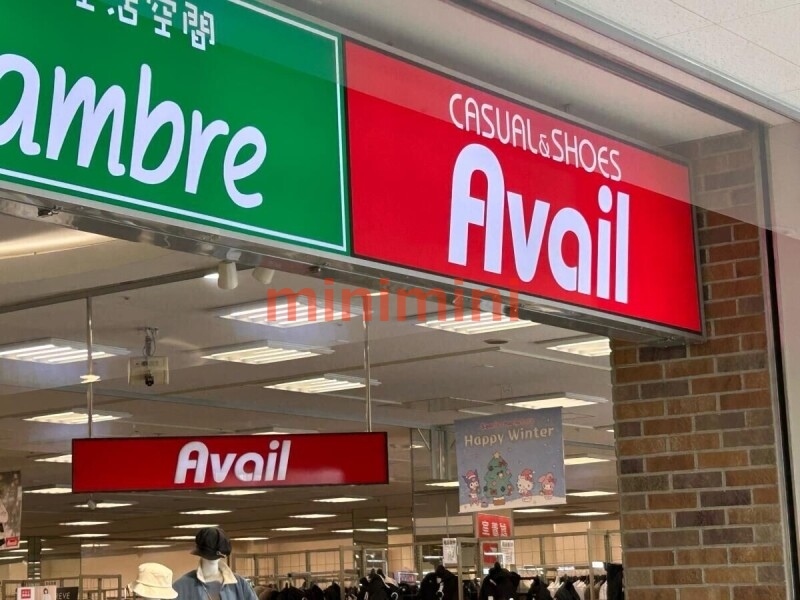 空間
ambre
CASUAL & SHOES
Avail
minimini
Avail
Happy Winter